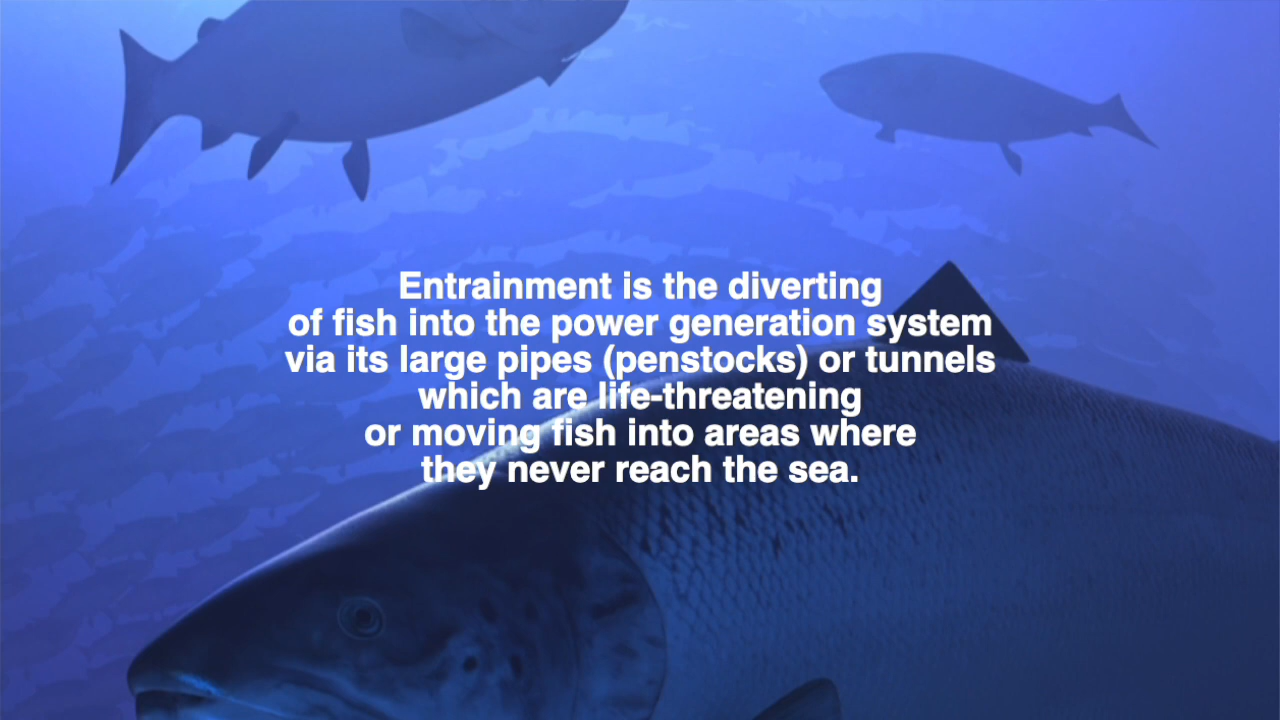 Entrainment is the diverting
of fish into the power generation system
via its large pipes (penstocks) or tunnels
which are life-threatening
or moving fish into areas where
they never reach the sea.